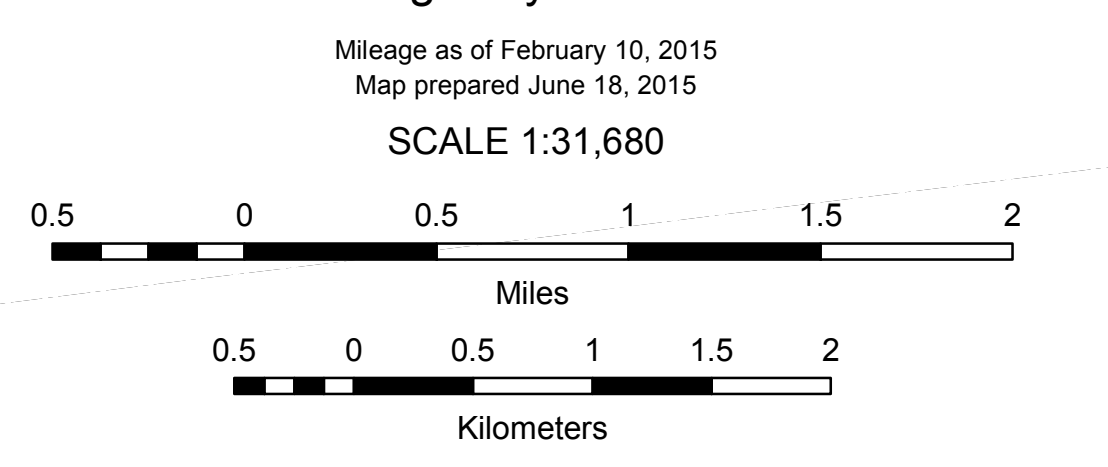 Mileage as of February 10, 2015
Map prepared June 18, 2015
SCALE 1:31,680
0.5 0 0.5 1 1.5 2
Miles
0.5 0 0.5 1 1.5 2
Kilometers